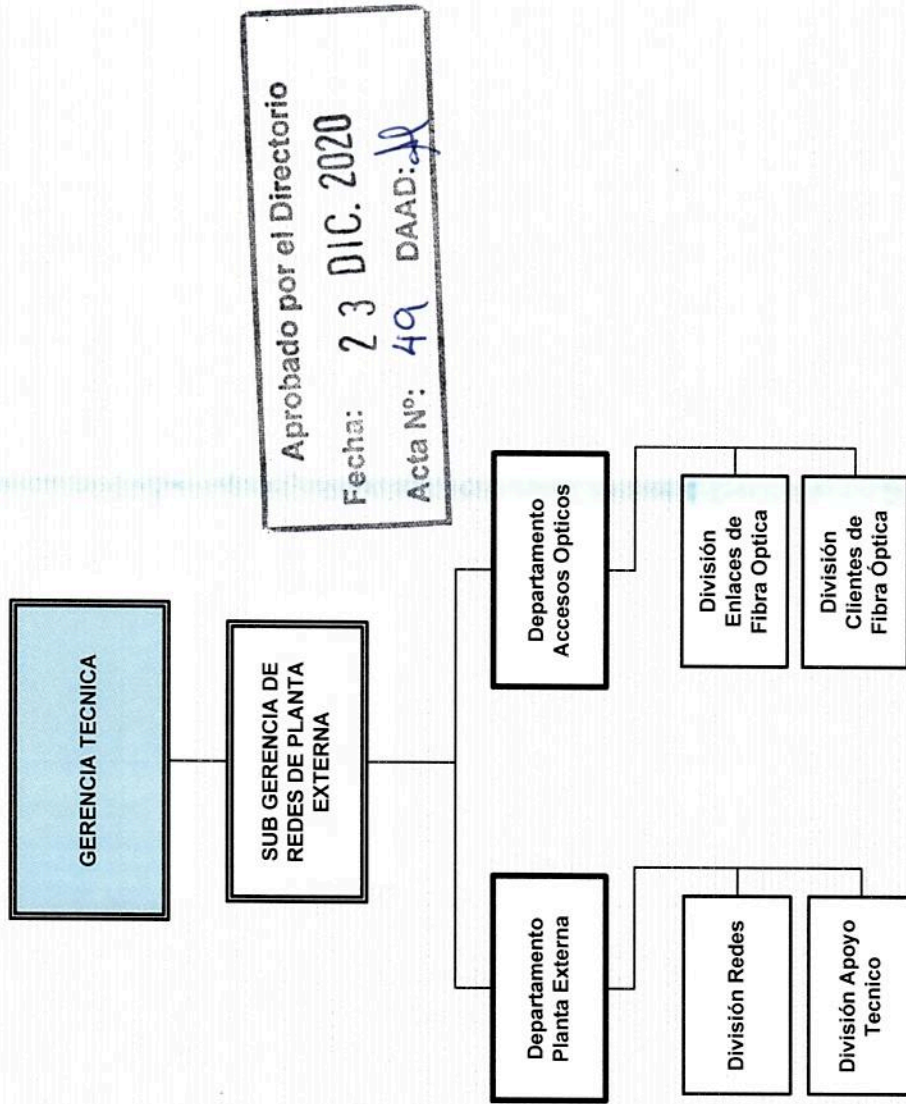 GERENCIA TECNICA
SUB GERENCIA DE
REDES DE PLANTA
EXTERNA
Aprobado por el Directorio
Fecha: 23 DIC. 2020
Acta Nº: 49 DAAD:
Departamento
Planta Externa
División Redes
División Apoyo
Tecnico
Departamento
Accesos Opticos
División
Enlaces de
Fibra Optica
División
Clientes de
Fibra Óptica